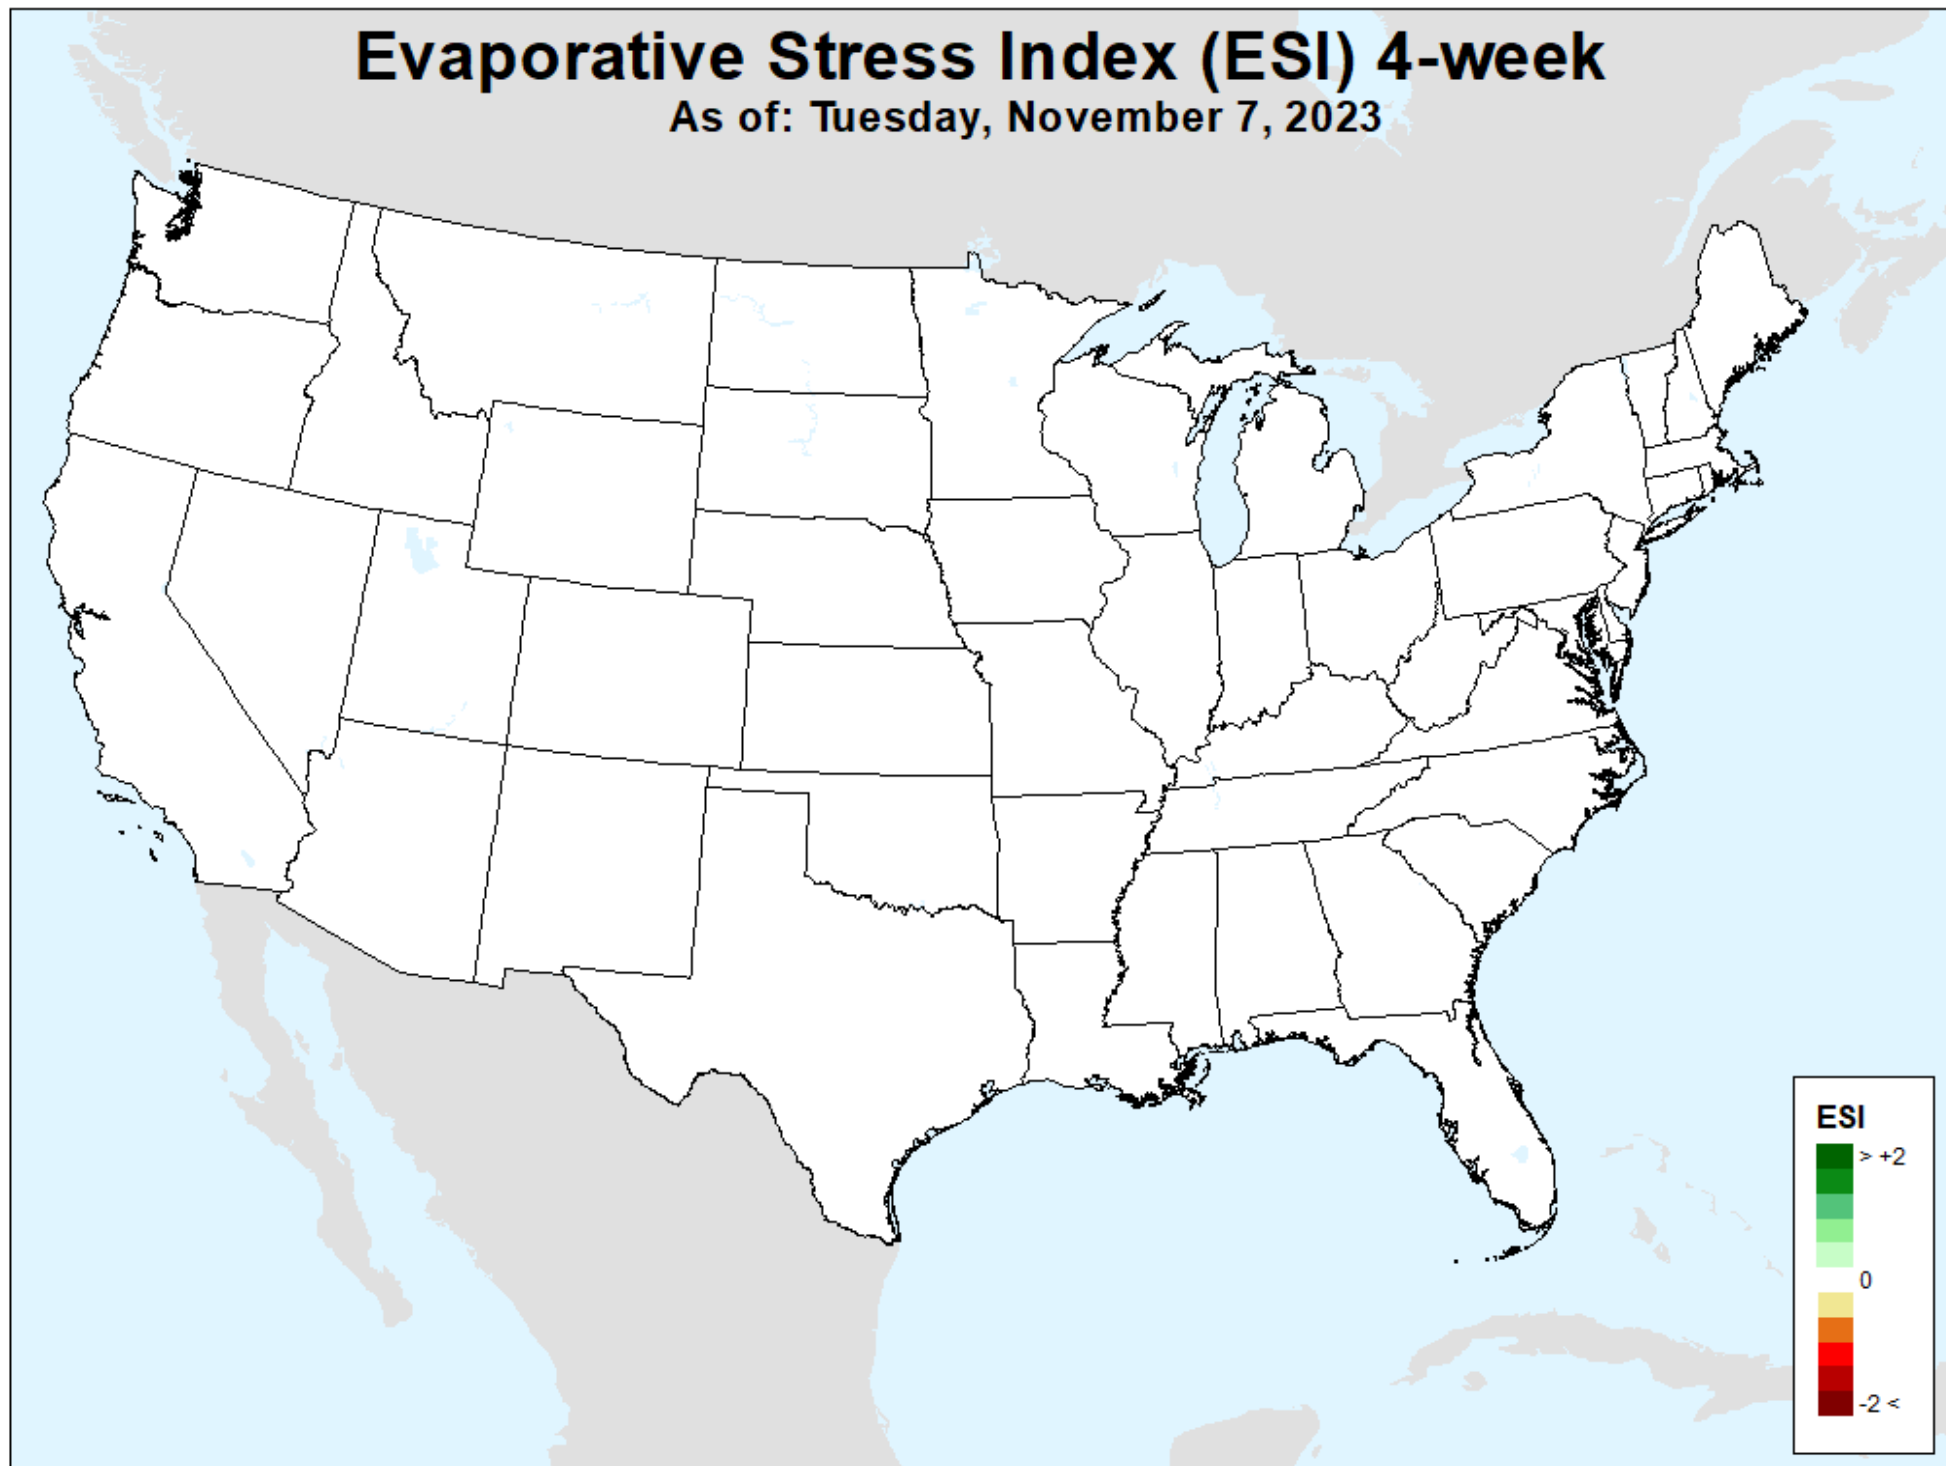 Evaporative Stress Index (ESI) 4-week
As of: Tuesday, November 7, 2023
ESI
> +2
0
-2 <